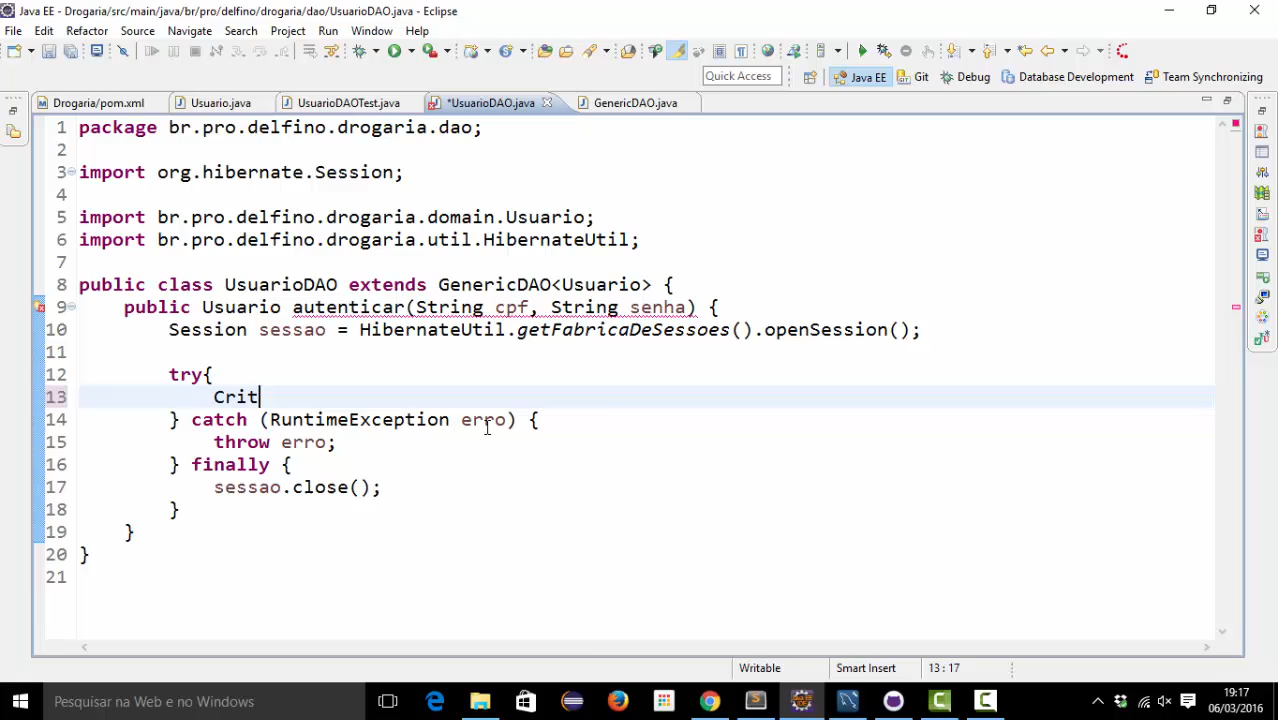 Java EE - Drogaria/src/main/java/br/pro/delfino/drogaria/dao/UsuarioDAO.java - Eclipse
File Edit Refactor Source Navigate Search Project Run Window Help
Quick Access Java EE Git Debug Database Development Team Synchronizing
Drogaria/pom.xml Usuario.java UsuarioDAOTest.java *UsuarioDAO.java GenericDAO.java
1 package br.pro.delfino.drogaria.dao;
2
3 import org.hibernate.Session;
4
5 import br.pro.delfino.drogaria.domain.Usuario;
6 import br.pro.delfino.drogaria.util.HibernateUtil;
7
8 public class UsuarioDAO extends GenericDAO<Usuario> {
9 public Usuario autenticar(String cpf, String senha) {
10 Session sessao = HibernateUtil.getFabricaDeSessoes().openSession();
11
12 try{
13 Crit
14 } catch (RuntimeException erro) {
15 throw erro;
16 } finally {
17 sessao.close();
18 }
19 }
20 }
21
Writable Smart Insert 13 : 17
Pesquisar na Web e no Windows
19:17
06/03/2016